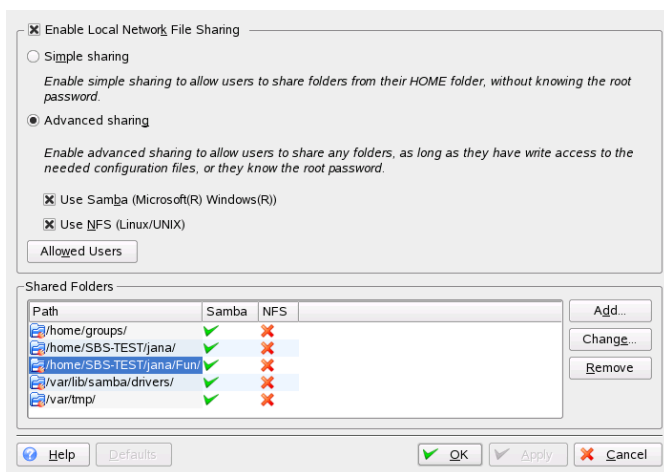 Enable Local Network File Sharing
Simple sharing
Enable simple sharing to allow users to share folders from their HOME folder, without knowing the root
password.
Advanced sharing
Enable advanced sharing to allow users to share any folders, as long as they have write access to the
needed configuration files, or they know the root password.
Use Samba (Microsoft(R) Windows(R))
Use NFS (Linux/UNIX)
Allowed Users
Shared Folders
Path Samba NFS
/home/groups/
/home/SBS-TEST/jana/
/home/SBS-TEST/jana/Fun/
/var/lib/samba/drivers/
/var/tmp/
Add...
Change...
Remove
Help Defaults OK Apply Cancel